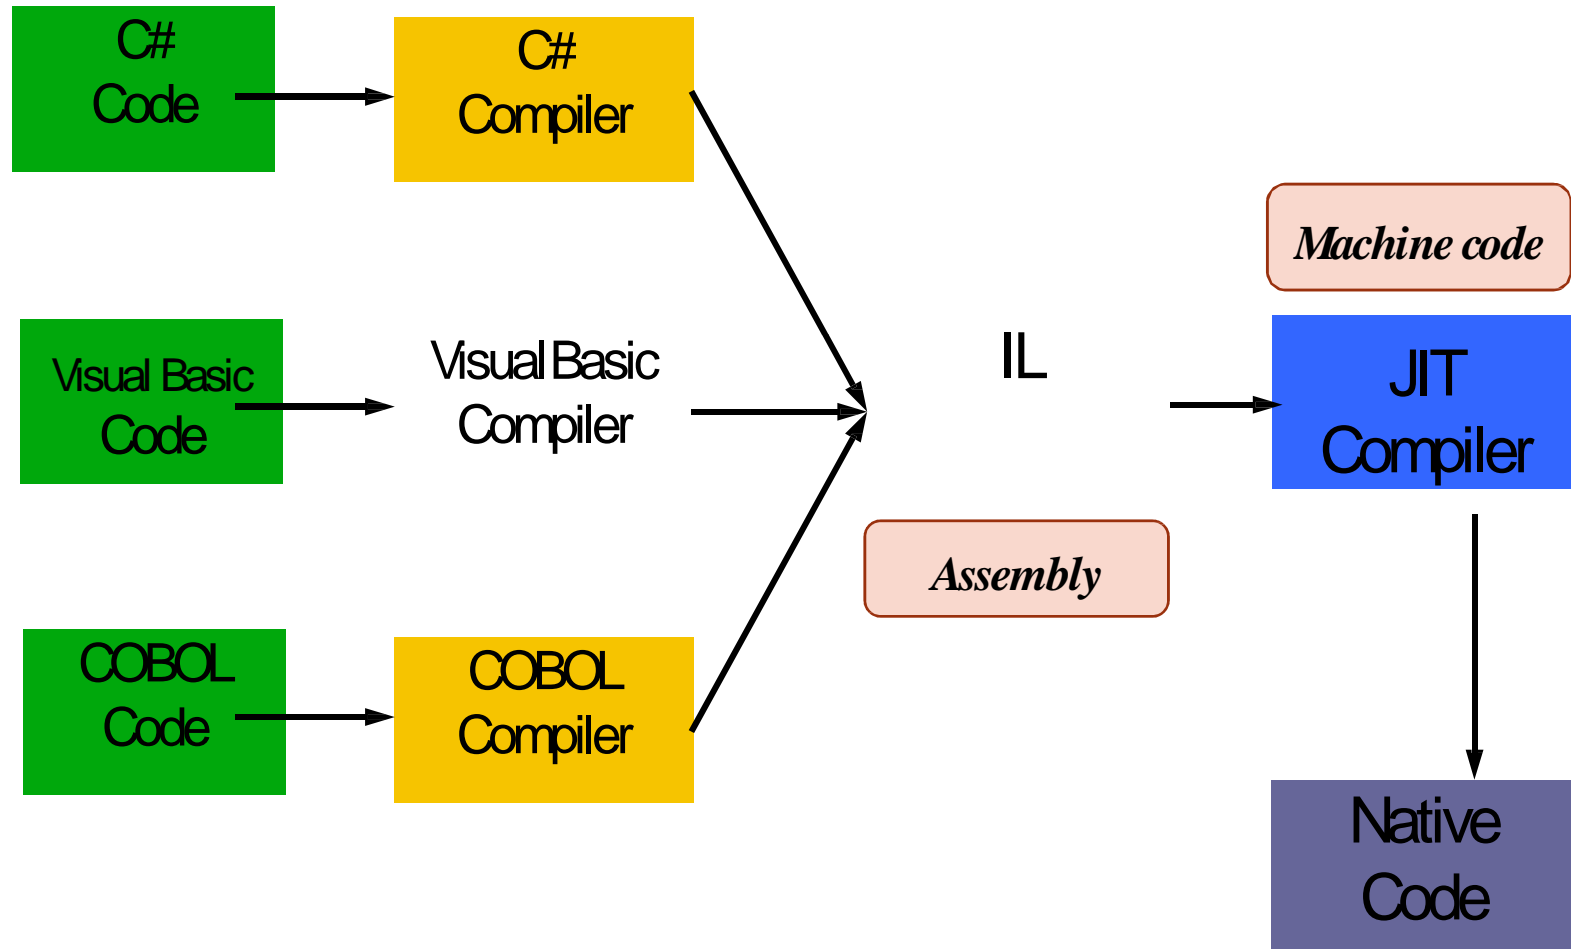 C#
Code
C#
Compiler
Machine code
Visual Basic
Code
Visual Basic
Compiler
IL
JIT
Compiler
Assembly
COBOL
Code
COBOL
Compiler
Native
Code